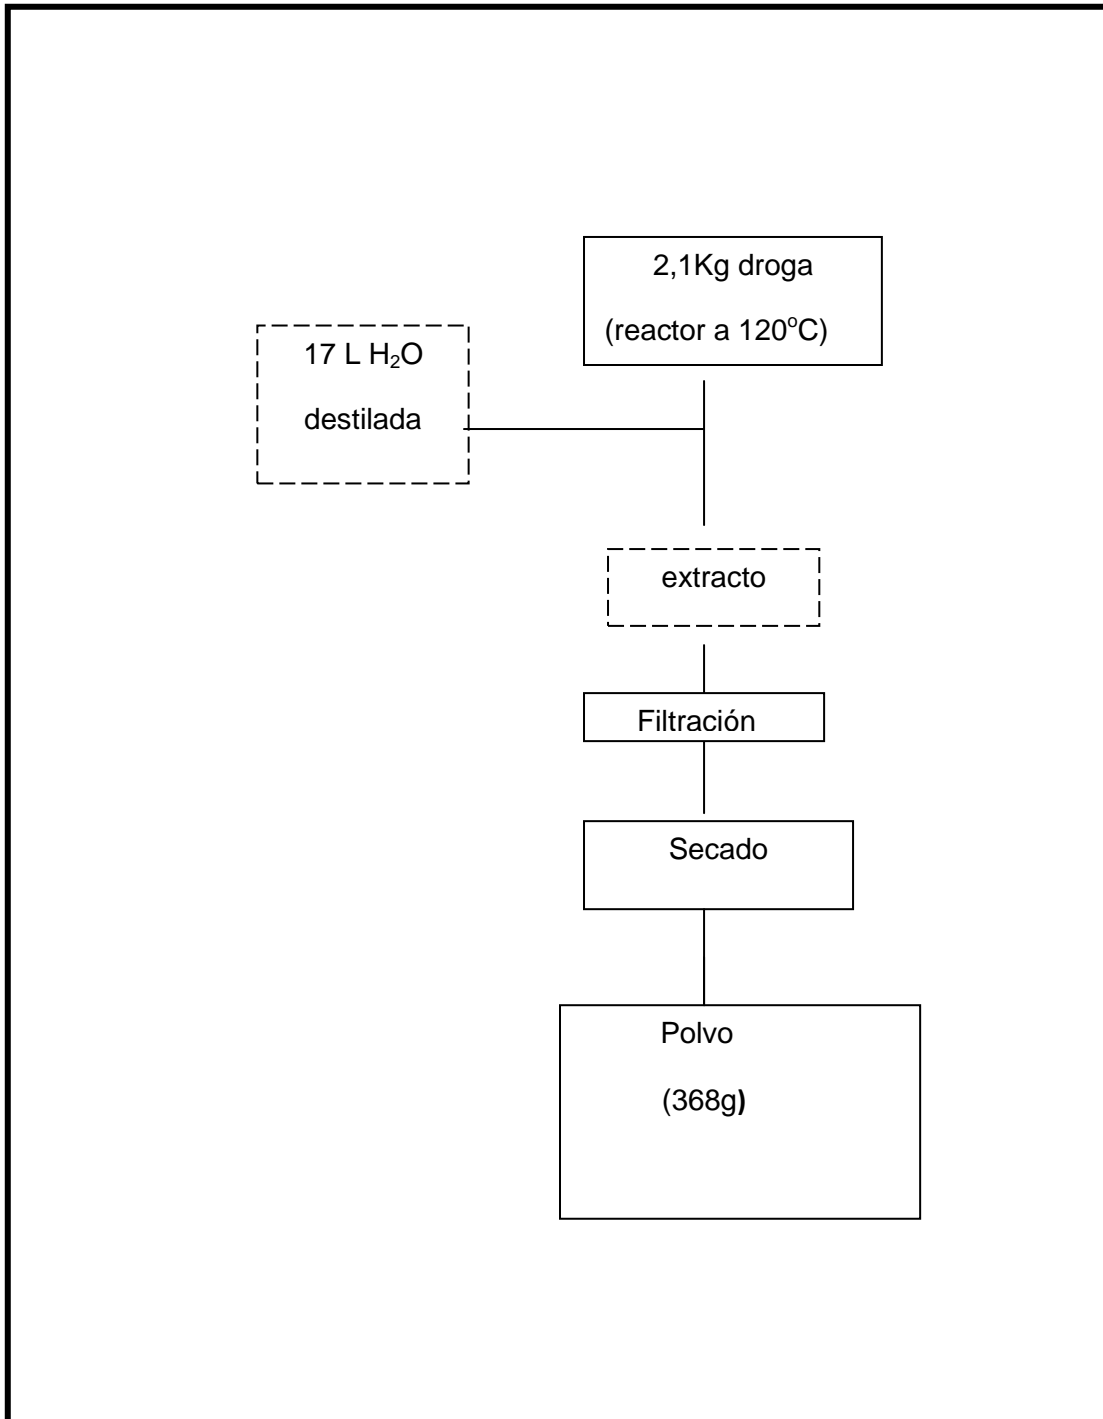 2,1Kg droga
(reactor a 120°C)
17 L H₂O
destilada
extracto
Filtración
Secado
Polvo
(368g)